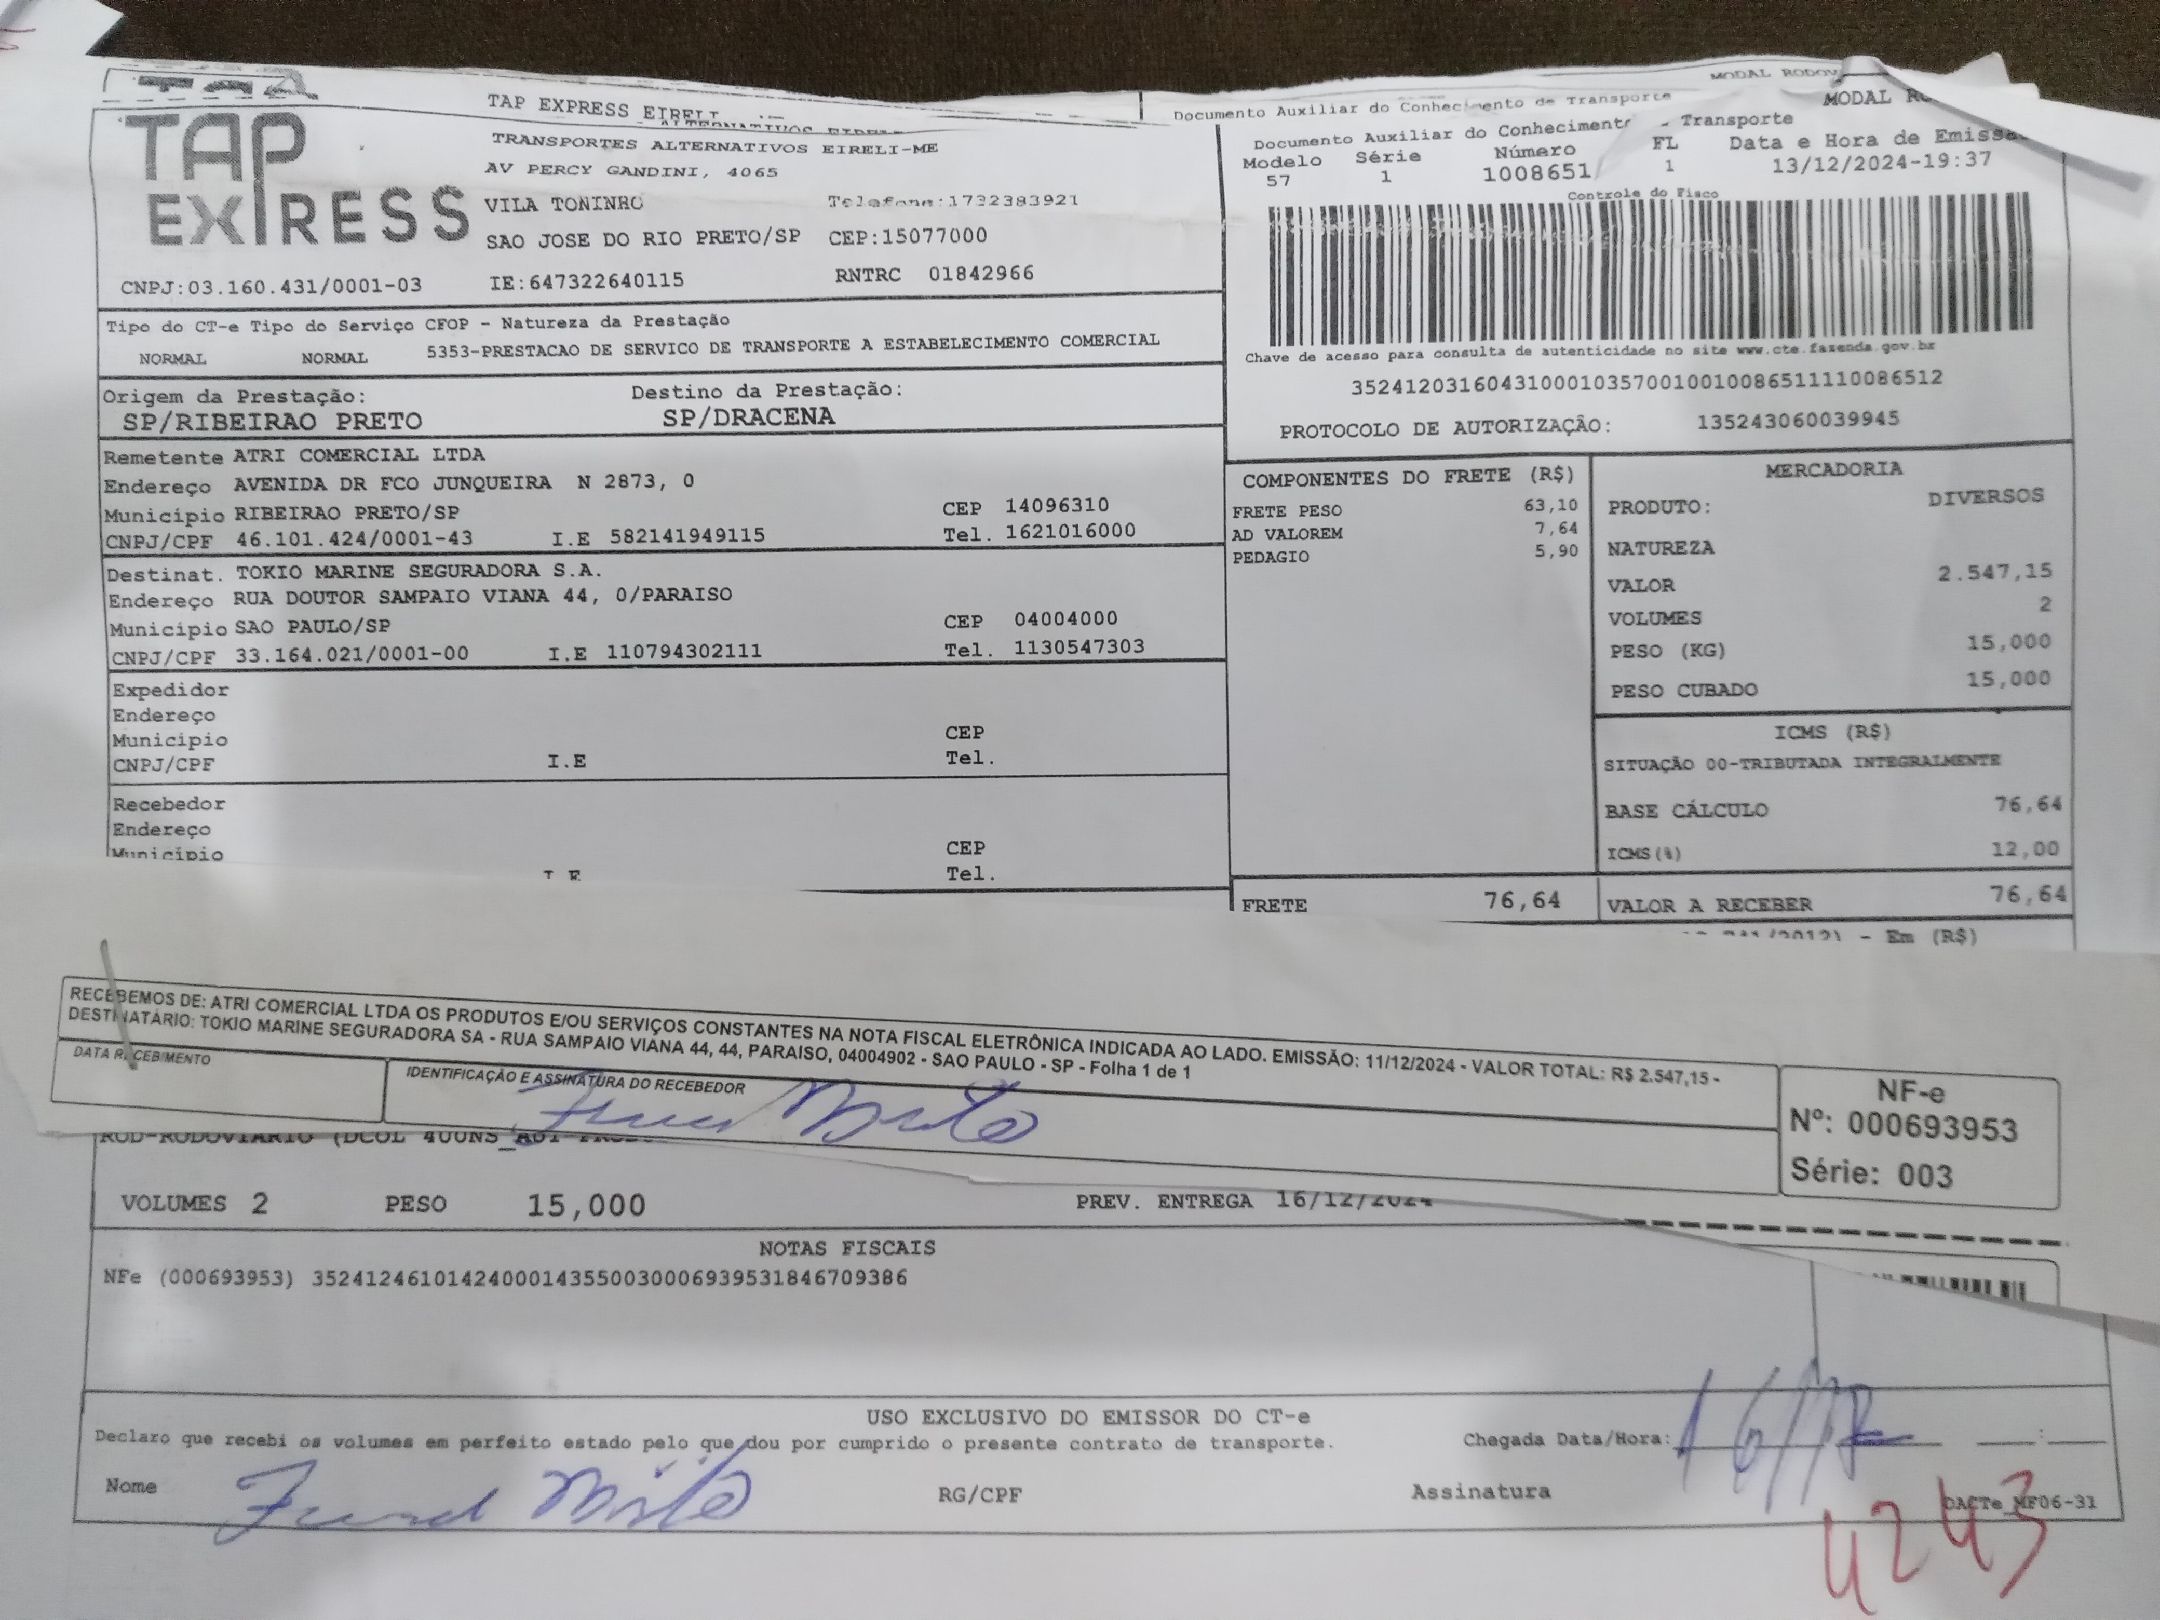 MODAL RODOV
TAP EXPRESS EIRELI
Documento Auxiliar do Conhecimento de Transporte
MODAL
TAP EXPRESS
TRANSPORTES ALTERNATIVOS EIRELI-ME
AV PERCY GANDINI, 4065
VILA TONINHO Telefone:1732383921
SAO JOSE DO RIO PRETO/SP CEP:15077000
CNPJ:03.160.431/0001-03 IE:647322640115 RNTRC 01842966
Documento Auxiliar do Conhecimento Transporte
Modelo Série Número FL Data e Hora de Emissã
57 1 1008651 1 13/12/2024-19:37
Controle do Fisco
Chave de acesso para consulta de autenticidade no site www.cte.fazenda.gov.br
35241203160431000103570010010086511110086512
PROTOCOLO DE AUTORIZAÇÃO: 135243060039945
Tipo do CT-e Tipo do Serviço CFOP - Natureza da Prestação
NORMAL NORMAL 5353-PRESTACAO DE SERVICO DE TRANSPORTE A ESTABELECIMENTO COMERCIAL
Origem da Prestação: Destino da Prestação:
SP/RIBEIRAO PRETO SP/DRACENA
Remetente ATRI COMERCIAL LTDA
Endereço AVENIDA DR FCO JUNQUEIRA N 2873, 0
Município RIBEIRAO PRETO/SP CEP 14096310
CNPJ/CPF 46.101.424/0001-43 I.E 582141949115 Tel. 1621016000
Destinat. TOKIO MARINE SEGURADORA S.A.
Endereço RUA DOUTOR SAMPAIO VIANA 44, 0/PARAISO
Município SAO PAULO/SP CEP 04004000
CNPJ/CPF 33.164.021/0001-00 I.E 110794302111 Tel. 1130547303
Expedidor
Endereço
Município CEP
CNPJ/CPF I.E Tel.
Recebedor
Endereço
Município CEP
I.E Tel.
COMPONENTES DO FRETE (R$)
FRETE PESO 63,10
AD VALOREM 7,64
PEDAGIO 5,90
FRETE 76,64
MERCADORIA
PRODUTO: DIVERSOS
NATUREZA
VALOR 2.547,15
VOLUMES 2
PESO (KG) 15,000
PESO CUBADO 15,000
ICMS (R$)
SITUAÇÃO 00-TRIBUTADA INTEGRALMENTE
BASE CÁLCULO 76,64
ICMS(%) 12,00
VALOR A RECEBER 76,64
741/2012) - Em (R$)
RECEBEMOS DE: ATRI COMERCIAL LTDA OS PRODUTOS E/OU SERVIÇOS CONSTANTES NA NOTA FISCAL ELETRÔNICA INDICADA AO LADO. EMISSÃO: 11/12/2024 - VALOR TOTAL: R$ 2.547,15 -
DESTINATÁRIO: TOKIO MARINE SEGURADORA SA - RUA SAMPAIO VIANA 44, 44, PARAISO, 04004902 - SAO PAULO - SP - Folha 1 de 1
DATA RECEBIMENTO IDENTIFICAÇÃO E ASSINATURA DO RECEBEDOR
NF-e
Nº: 000693953
Série: 003
ROD-RODOVIARIO
VOLUMES 2 PESO 15,000 PREV. ENTREGA 16/12/2024
NOTAS FISCAIS
NFe (000693953) 35241246101424000143550030006939531846709386
USO EXCLUSIVO DO EMISSOR DO CT-e
Declaro que recebi os volumes em perfeito estado pelo que dou por cumprido o presente contrato de transporte. Chegada Data/Hora: 16/12 :
Nome RG/CPF Assinatura
DACTe MF06-31
4243